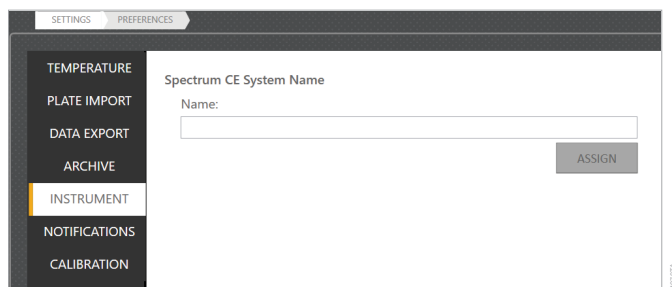 SETTINGS PREFERENCES
TEMPERATURE
PLATE IMPORT
DATA EXPORT
ARCHIVE
INSTRUMENT
NOTIFICATIONS
CALIBRATION
Spectrum CE System Name
Name:
ASSIGN